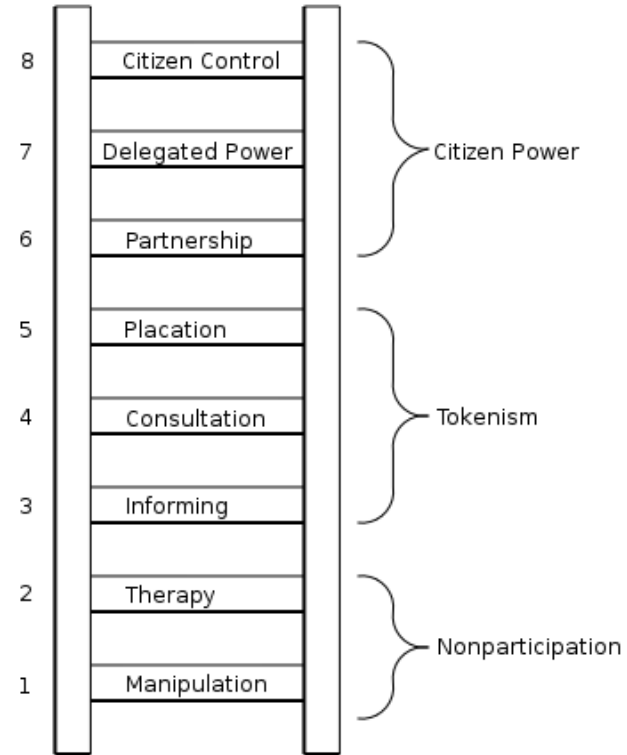 8 Citizen Control
7 Delegated Power
Citizen Power
6 Partnership
5 Placation
4 Consultation
Tokenism
3 Informing
2 Therapy
Nonparticipation
1 Manipulation